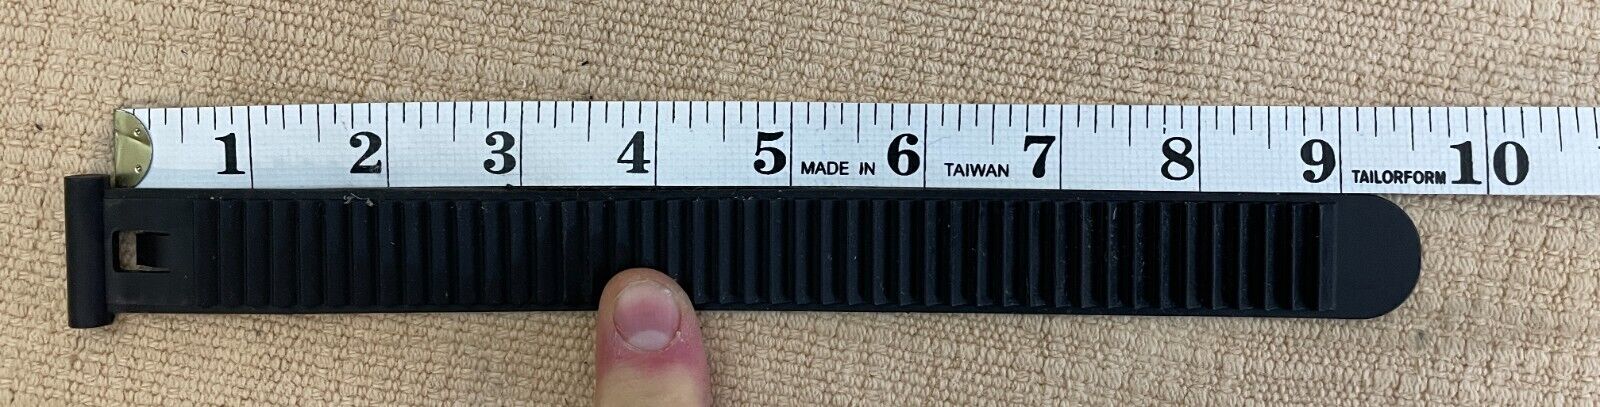 1 2 3 4 5 MADE IN 6 TAIWAN 7 8 9 TAILORFORM 10